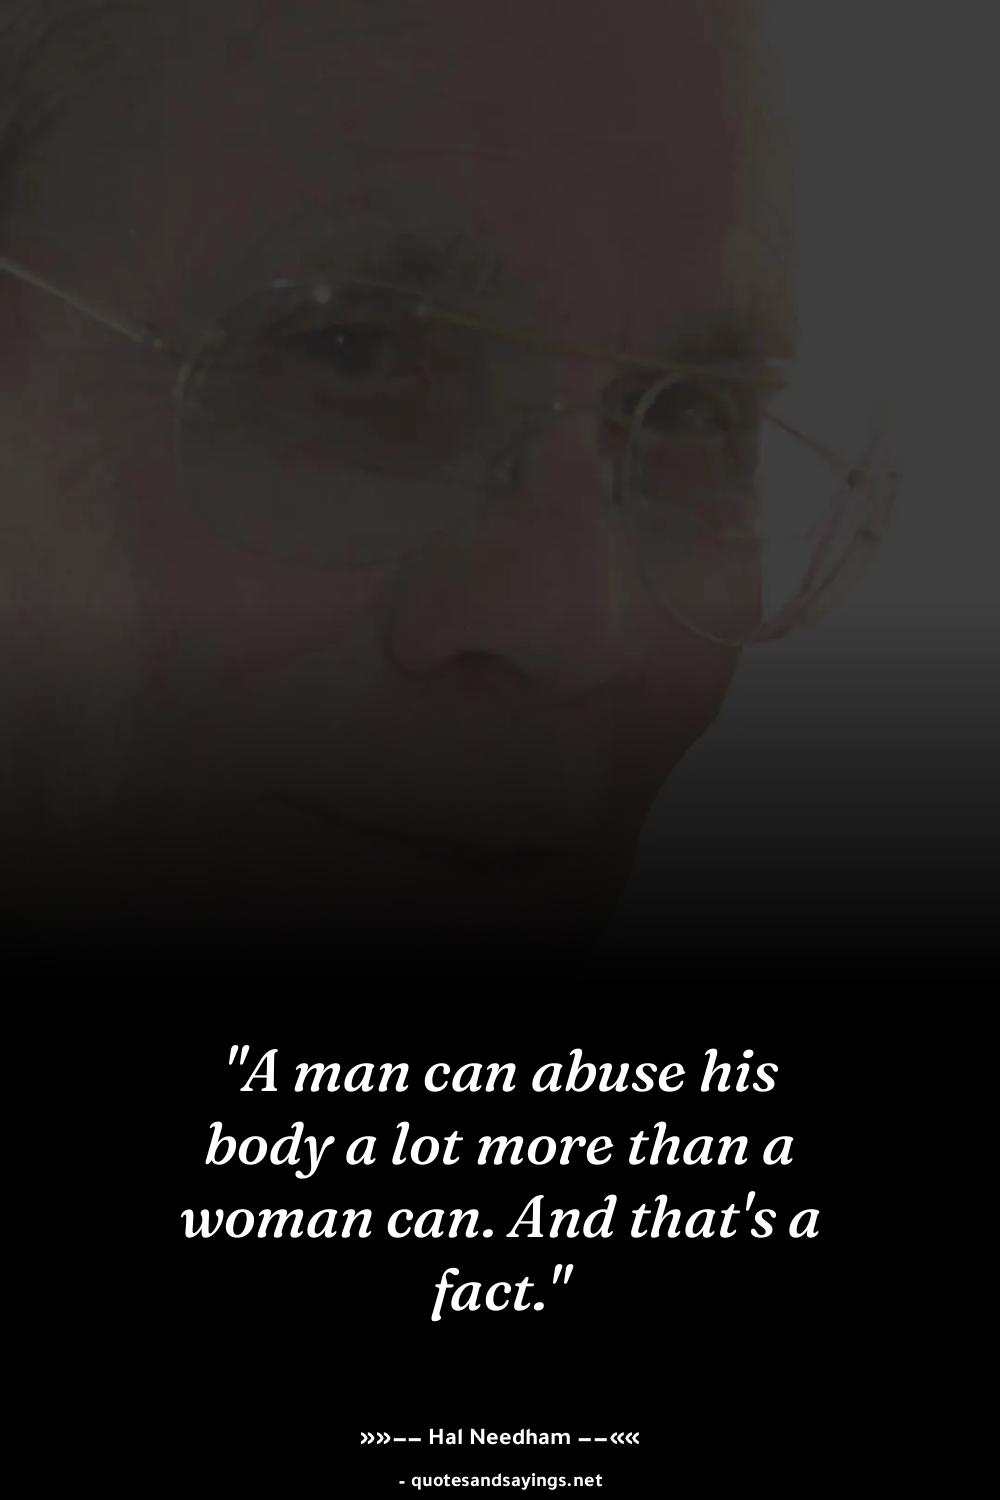 "A man can abuse his
body a lot more than a
woman can. And that's a
fact."
»»−− Hal Needham −−««
- quotesandsayings.net